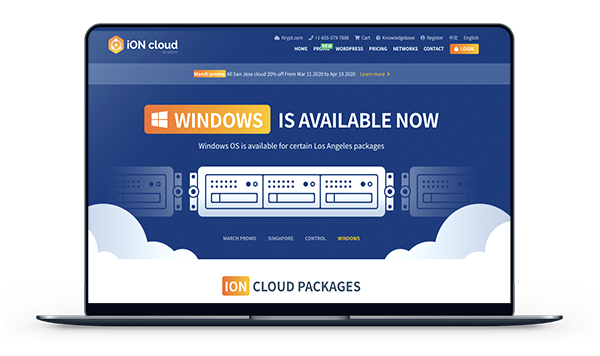 iON cloud
BY KRYPT
Krypt.com +1-855-579-7688 Cart Knowledgebase Register 中文 English
HOME PROMO NEW WORDPRESS PRICING NETWORKS CONTACT LOGIN
March promo All San Jose cloud 20% off From Mar 11,2020 to Apr 10,2020 Learn more >
WINDOWS IS AVAILABLE NOW
Windows OS is available for certain Los Angeles packages
MARCH PROMO SINGAPORE CONTROL WINDOWS
ION CLOUD PACKAGES